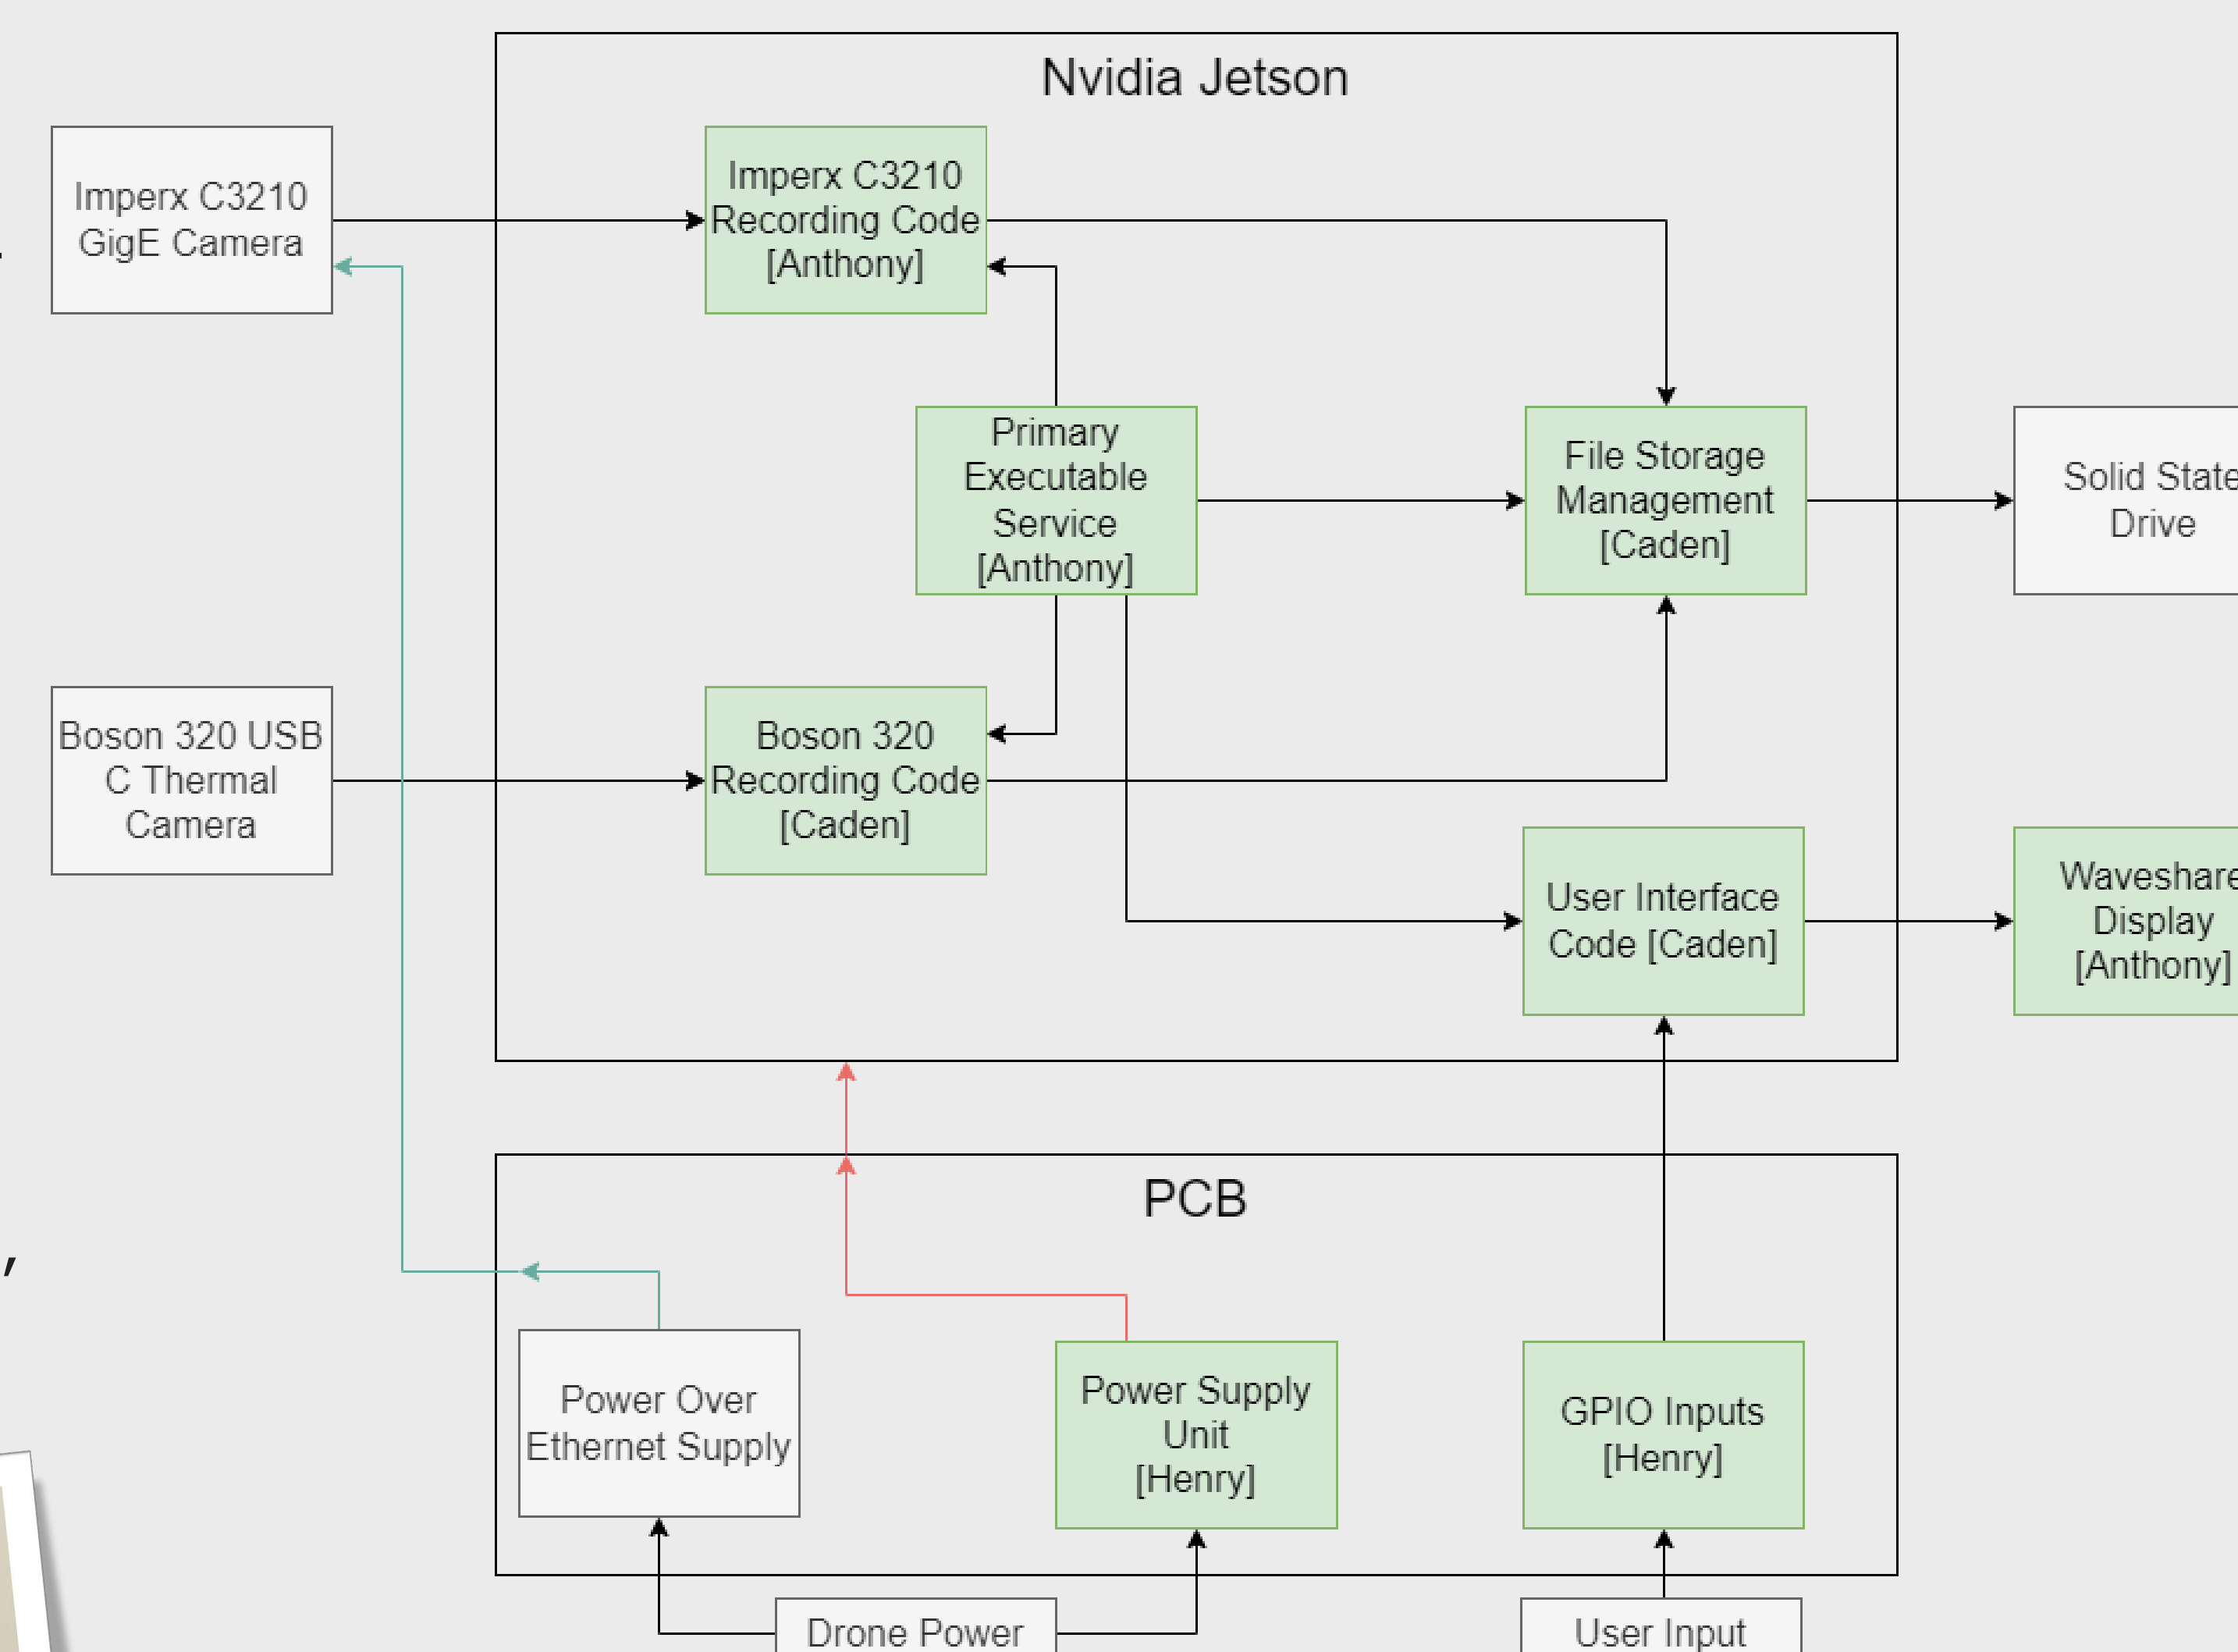 Nvidia Jetson
Imperx C3210
GigE Camera
Imperx C3210
Recording Code
[Anthony]
Primary
Executable
Service
[Anthony]
File Storage
Management
[Caden]
Solid State
Drive
Boson 320 USB
C Thermal
Camera
Boson 320
Recording Code
[Caden]
User Interface
Code [Caden]
Waveshare
Display
[Anthony]
PCB
,
Power Over
Ethernet Supply
Power Supply
Unit
[Henry]
GPIO Inputs
[Henry]
Drone Power
User Input